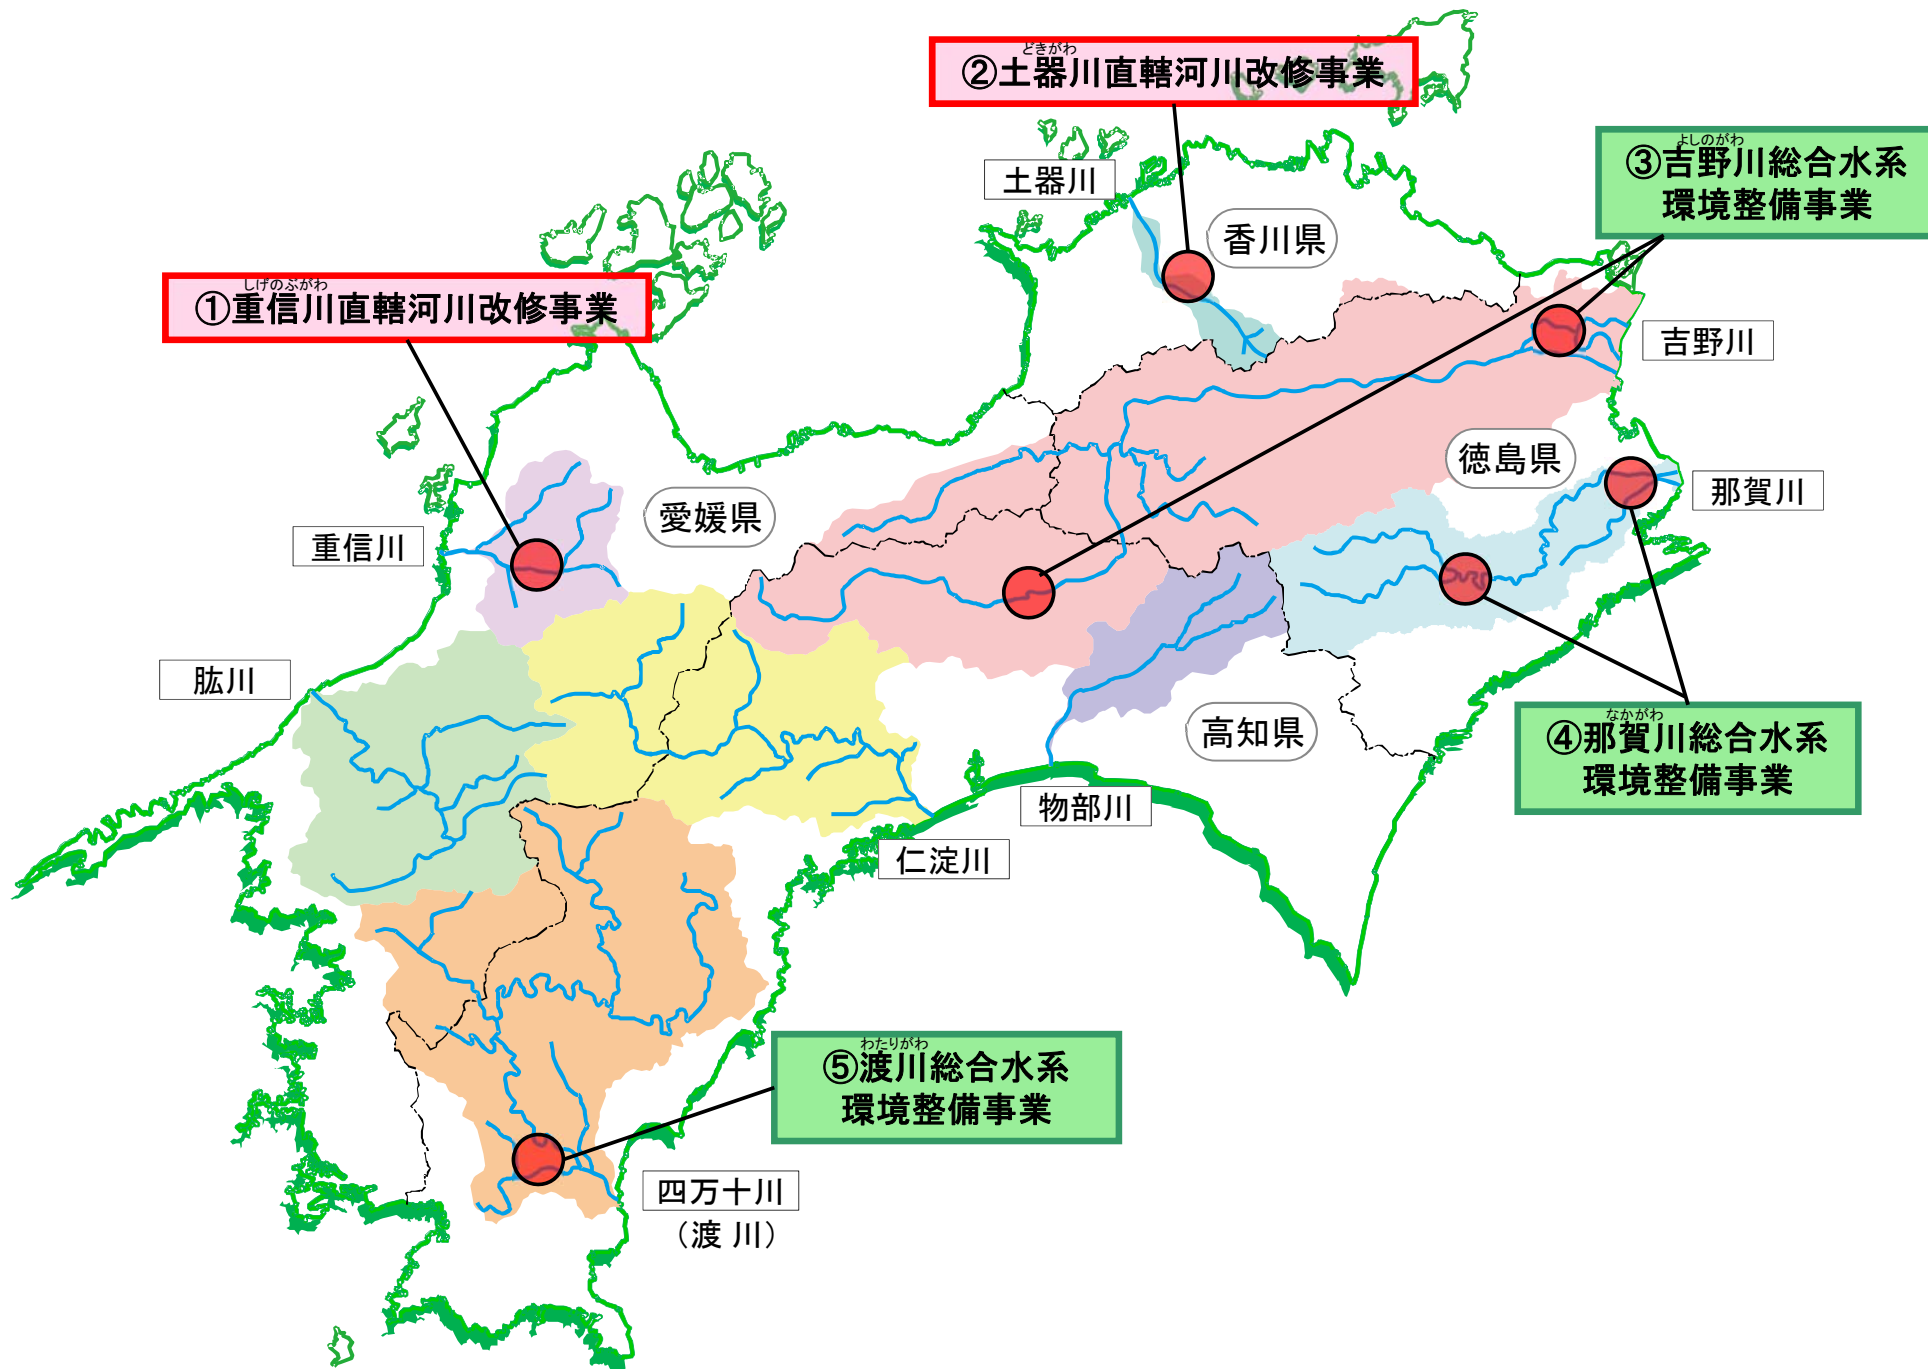 どきがわ
②土器川直轄河川改修事業
よしのがわ
③吉野川総合水系
環境整備事業
土器川
香川県
しげのぶがわ
①重信川直轄河川改修事業
吉野川
徳島県
那賀川
愛媛県
重信川
肱川
高知県
なかがわ
④那賀川総合水系
環境整備事業
物部川
仁淀川
わたりがわ
⑤渡川総合水系
環境整備事業
四万十川
（渡 川）